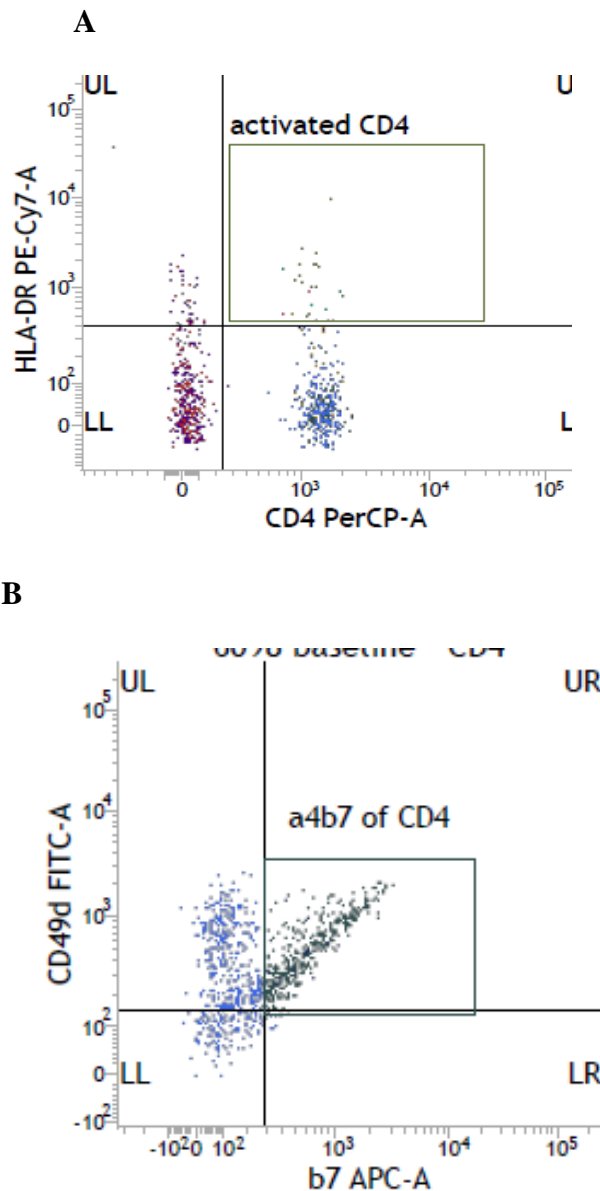 A
UL
U
activated CD4
10^5
10^4
10^3
10^2
0
HLA-DR PE-Cy7-A
LL
L
0 10^3 10^4 10^5
CD4 PerCP-A
B
baseline CD4
UL
UR
a4b7 of CD4
10^5
10^4
10^3
10^2
0
-10^2
CD49d FITC-A
LL
LR
-10^2 0 10^2 10^3 10^4 10^5
b7 APC-A